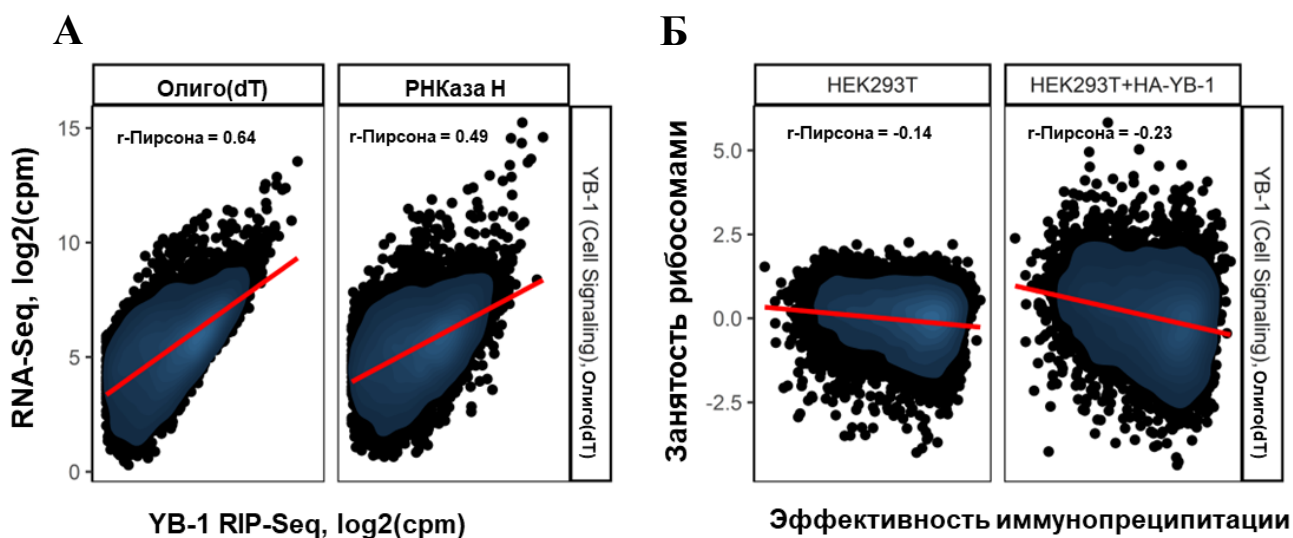 А
Олиго(dT)
РНКаза Н
r-Пирсона = 0.64
r-Пирсона = 0.49
RNA-Seq, log2(cpm)
15
10
5
0
YB-1 (Cell Signaling), Олиго(dT)
YB-1 RIP-Seq, log2(cpm)
Б
HEK293T
HEK293T+HA-YB-1
r-Пирсона = -0.14
r-Пирсона = -0.23
Занятость рибосомами
5.0
2.5
0.0
-2.5
YB-1 (Cell Signaling), Олиго(dT)
Эффективность иммунопреципитации